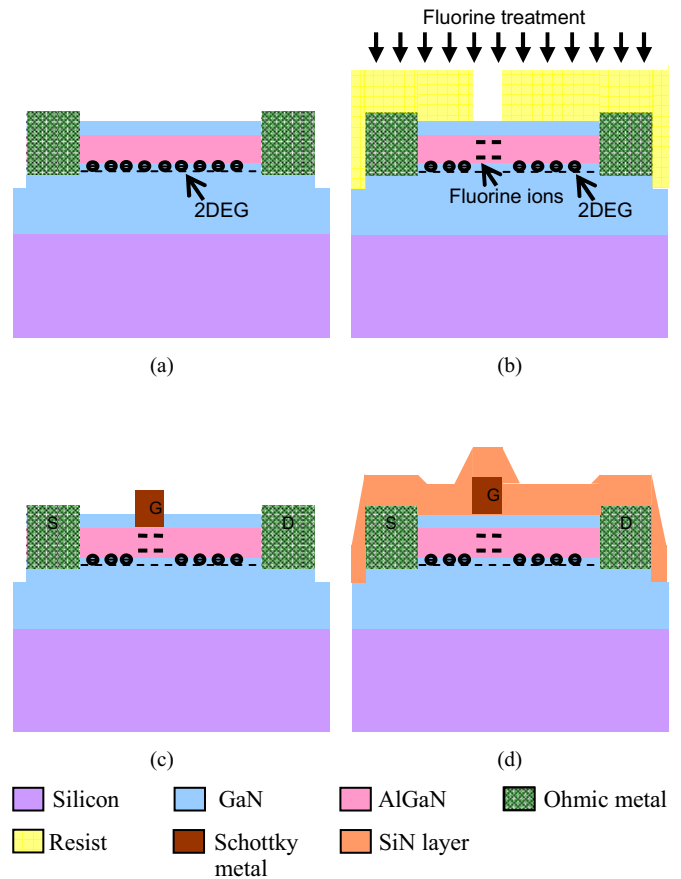 Fluorine treatment
2DEG
Fluorine ions
2DEG
(a)
(b)
G
S
D
G
S
D
(c)
(d)
Silicon
GaN
AlGaN
Ohmic metal
Resist
Schottky
metal
SiN layer